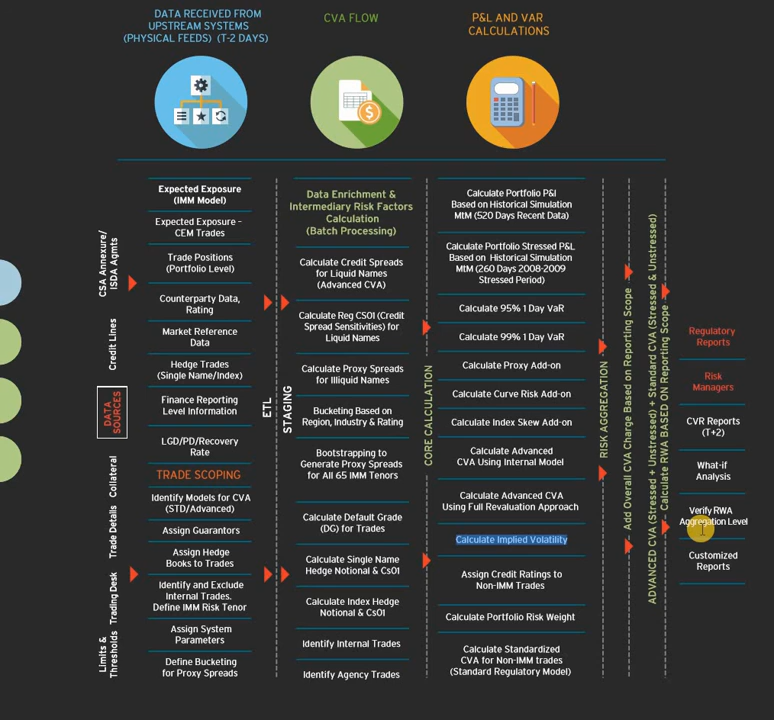 DATA RECEIVED FROM
UPSTREAM SYSTEMS
(PHYSICAL FEEDS) (T-2 DAYS)
CVA FLOW
P&L AND VAR
CALCULATIONS
CSA Annexure/
ISDA Agmts
Credit Lines
DATA
SOURCES
Collateral
Trade Details
Trading Desk
Limits &
Thresholds
Expected Exposure
(IMM Model)
Expected Exposure –
CEM Trades
Trade Positions
(Portfolio Level)
Counterparty Data,
Rating
Market Reference
Data
Hedge Trades
(Single Name/Index)
Finance Reporting
Level Information
LGD/PD/Recovery
Rate
TRADE SCOPING
Identify Models for CVA
(STD/Advanced)
Assign Guarantors
Assign Hedge
Books to Trades
Identify and Exclude
Internal Trades.
Define IMM Risk Tenor
Assign System
Parameters
Define Bucketing
for Proxy Spreads
ETL
STAGING
Data Enrichment &
Intermediary Risk Factors
Calculation
(Batch Processing)
Calculate Credit Spreads
for Liquid Names
(Advanced CVA)
Calculate Reg CS01 (Credit
Spread Sensitivities) for
Liquid Names
Calculate Proxy Spreads
for Illiquid Names
Bucketing Based on
Region, Industry & Rating
Bootstrapping to
Generate Proxy Spreads
for All 65 IMM Tenors
Calculate Default Grade
(DG) for Trades
Calculate Single Name
Hedge Notional & Cs01
Calculate Index Hedge
Notional & Cs01
Identify Internal Trades
Identify Agency Trades
CORE CALCULATION
Calculate Portfolio P&l
Based on Historical Simulation
MtM (520 Days Recent Data)
Calculate Portfolio Stressed P&L
Based on Historical Simulation
MtM (260 Days 2008-2009
Stressed Period)
Calculate 95% 1 Day VaR
Calculate 99% 1 Day VaR
Calculate Proxy Add-on
Calculate Curve Risk Add-on
Calculate Index Skew Add-on
Calculate Advanced
CVA Using Internal Model
Calculate Advanced CVA
Using Full Revaluation Approach
Calculate Implied Volatility
Assign Credit Ratings to
Non-IMM Trades
Calculate Portfolio Risk Weight
Calculate Standardized
CVA for Non-IMM trades
(Standard Regulatory Model)
RISK AGGREGATION
Add Overall CVA Charge Based on Reporting Scope
ADVANCED CVA (Stressed + Unstressed) + Standard CVA (Stressed & Unstressed)
Calculate RWA BASED ON Reporting Scope
Regulatory
Reports
Risk
Managers
CVR Reports
(T+2)
What-if
Analysis
Verify RWA
Aggregation Level
Customized
Reports